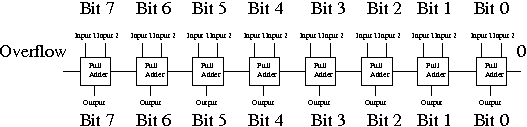 Bit 7 Bit 6 Bit 5 Bit 4 Bit 3 Bit 2 Bit 1 Bit 0
Input 1 Input 2 Input 1 Input 2 Input 1 Input 2 Input 1 Input 2 Input 1 Input 2 Input 1 Input 2 Input 1 Input 2 Input 1 Input 2
Overflow 0
Full Full Full Full Full Full Full Full
Adder Adder Adder Adder Adder Adder Adder Adder
Output Output Output Output Output Output Output Output
Bit 7 Bit 6 Bit 5 Bit 4 Bit 3 Bit 2 Bit 1 Bit 0